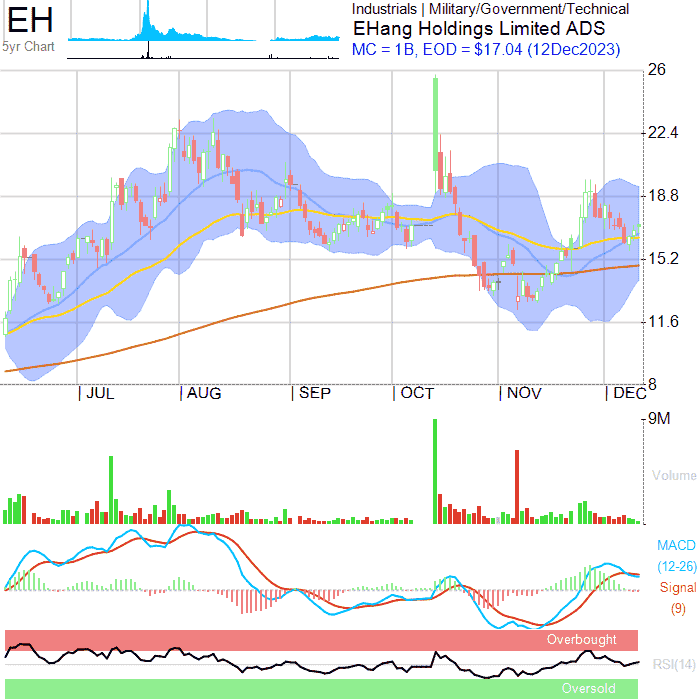 EH
5yr Chart
Industrials | Military/Government/Technical
EHang Holdings Limited ADS
MC = 1B, EOD = $17.04 (12Dec2023)
26
22.4
18.8
15.2
11.6
8
| JUL | AUG | SEP | OCT | NOV | DEC
9M
Volume
MACD
(12-26)
Signal
(9)
Overbought
RSI(14)
Oversold